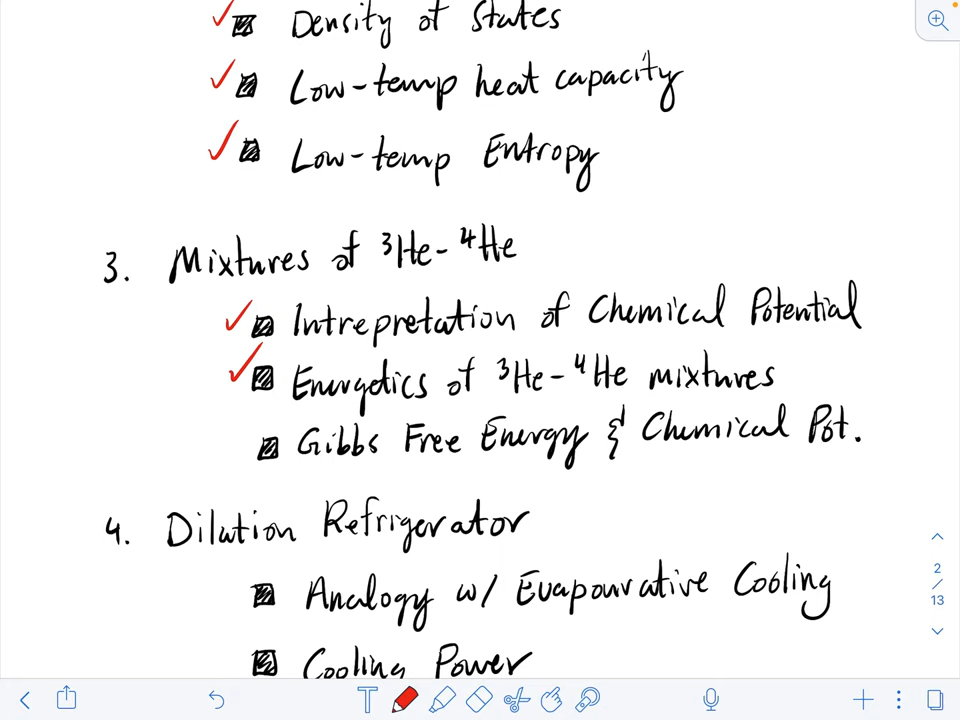 Density of States
Low-temp heat capacity
Low-temp Entropy
3. Mixtures of ³He-⁴He
Intrepretation of Chemical Potential
Energetics of ³He-⁴He mixtures
Gibbs Free Energy & Chemical Pot.
4. Dilation Refrigerator
Analogy w/ Evapourative Cooling
Cooling Power
2
/
13
T